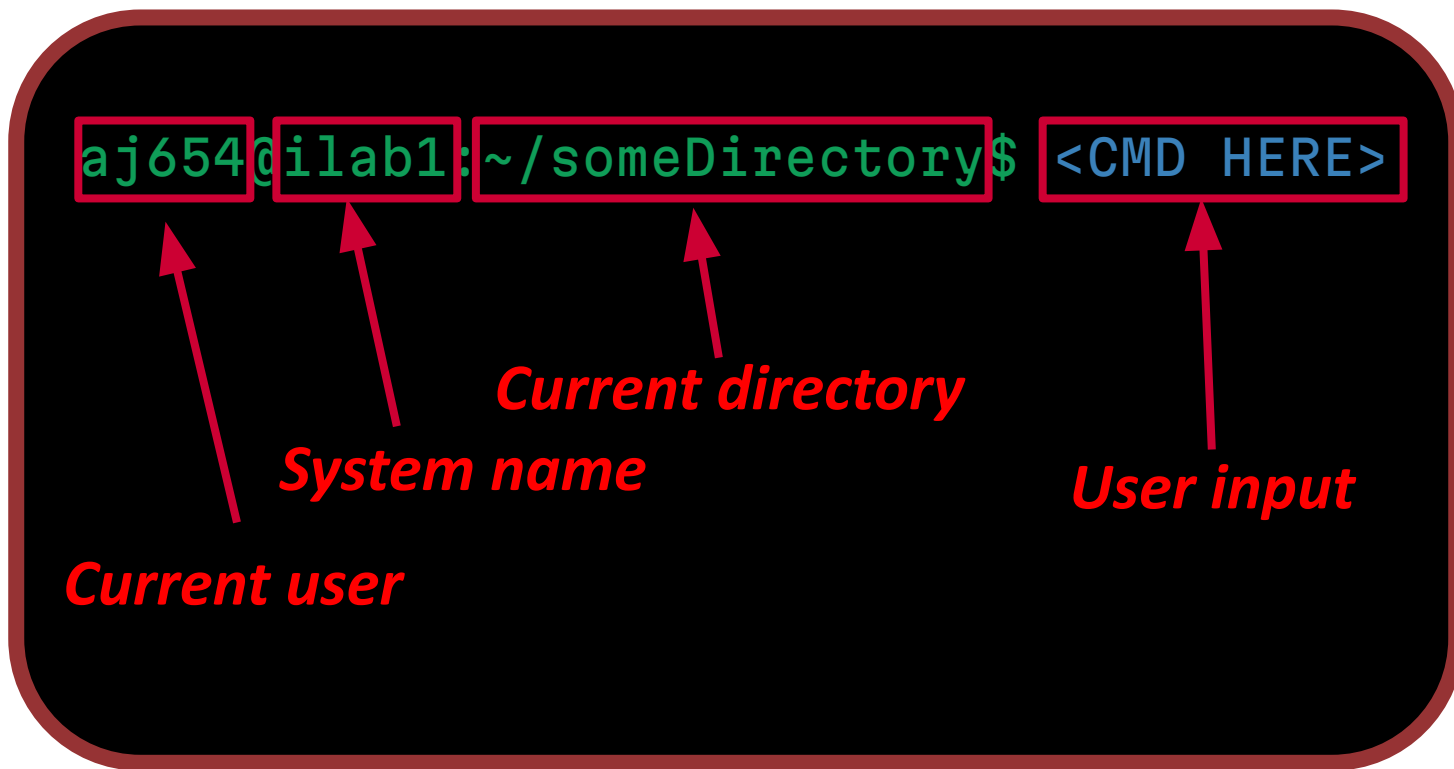 aj654@ilab1:~/someDirectory$ <CMD HERE>
Current directory
System name
User input
Current user